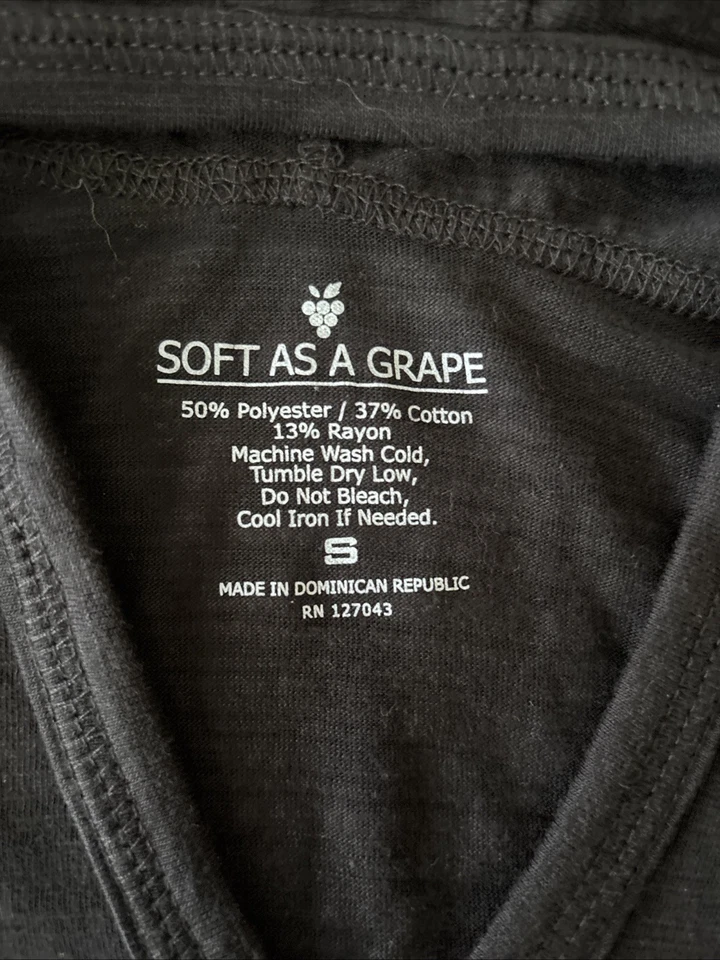 SOFT AS A GRAPE
50% Polyester / 37% Cotton
13% Rayon
Machine Wash Cold,
Tumble Dry Low,
Do Not Bleach,
Cool Iron If Needed.
S
MADE IN DOMINICAN REPUBLIC
RN 127043